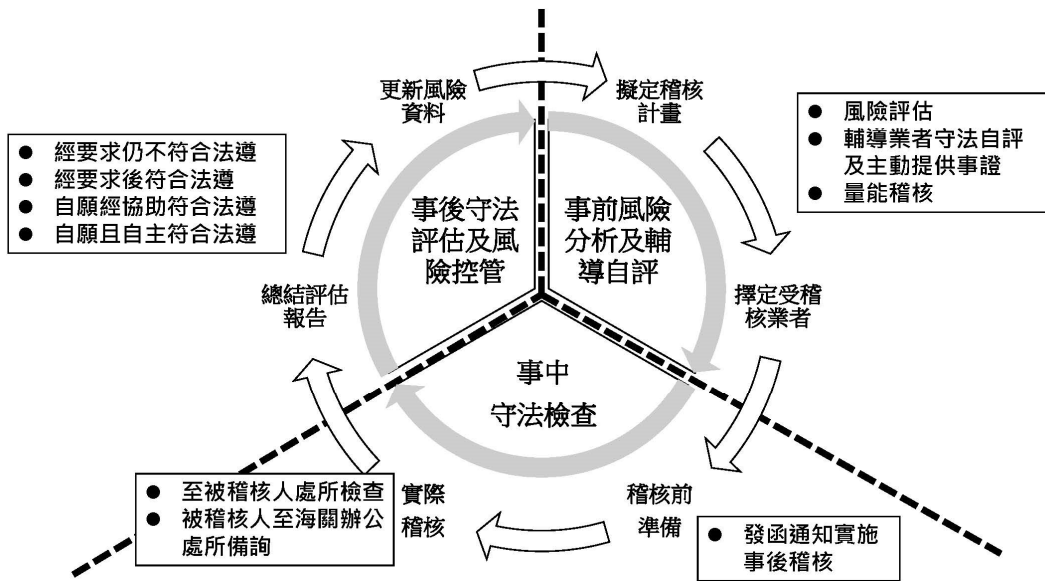 更新風險
資料
擬定稽核
計畫
● 風險評估
● 輔導業者守法自評
及主動提供事證
● 量能稽核
● 經要求仍不符合法遵
● 經要求後符合法遵
● 自願經協助符合法遵
● 自願且自主符合法遵
事後守法
評估及風
險控管
事前風險
分析及輔
導自評
總結評估
報告
擇定受稽
核業者
事中
守法檢查
● 至被稽核人處所檢查
● 被稽核人至海關辦公
處所備詢
實際
稽核
稽核前
準備
● 發函通知實施
事後稽核